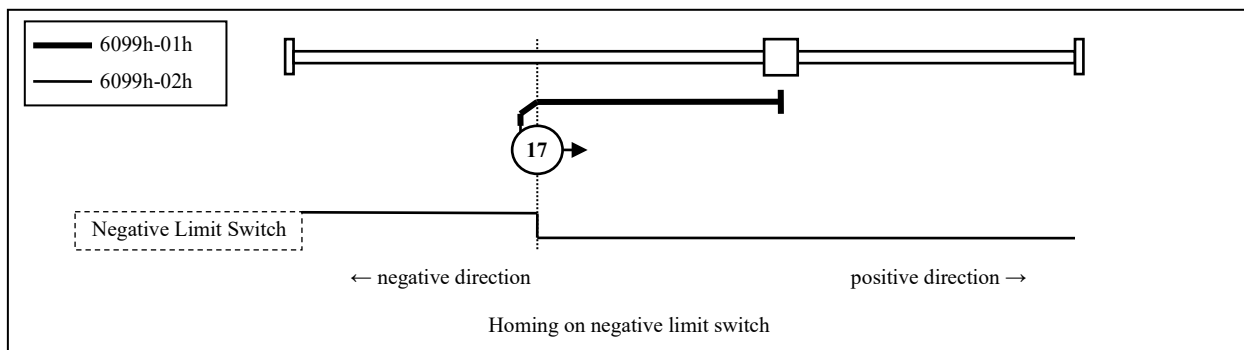 6099h-01h
6099h-02h
17
Negative Limit Switch
← negative direction
positive direction →
Homing on negative limit switch